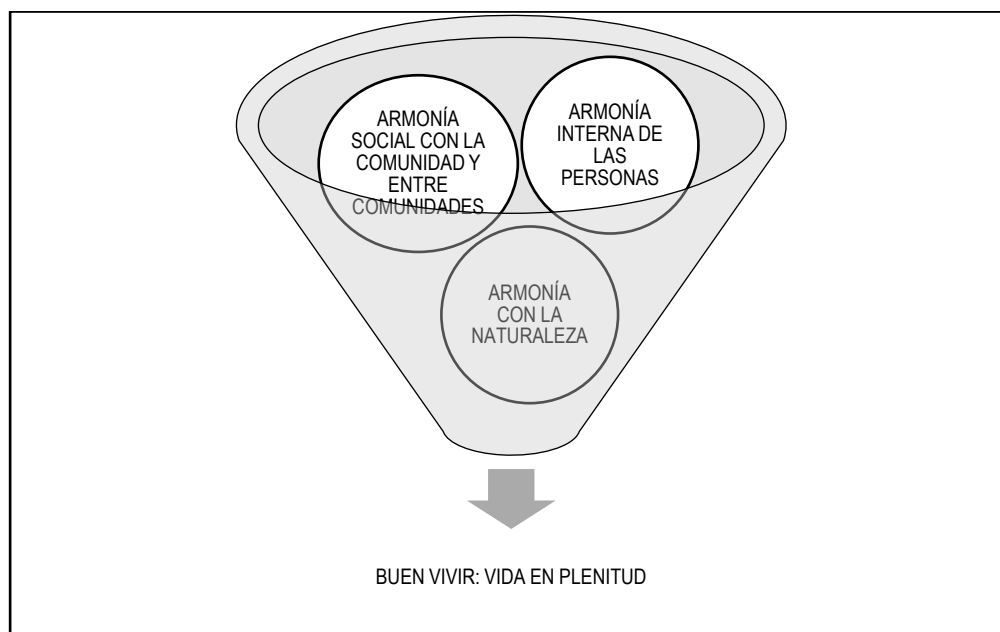 ARMONÍA
SOCIAL CON LA
COMUNIDAD Y
ENTRE
COMUNIDADES
ARMONÍA
INTERNA DE
LAS
PERSONAS
ARMONÍA
CON LA
NATURALEZA
BUEN VIVIR: VIDA EN PLENITUD